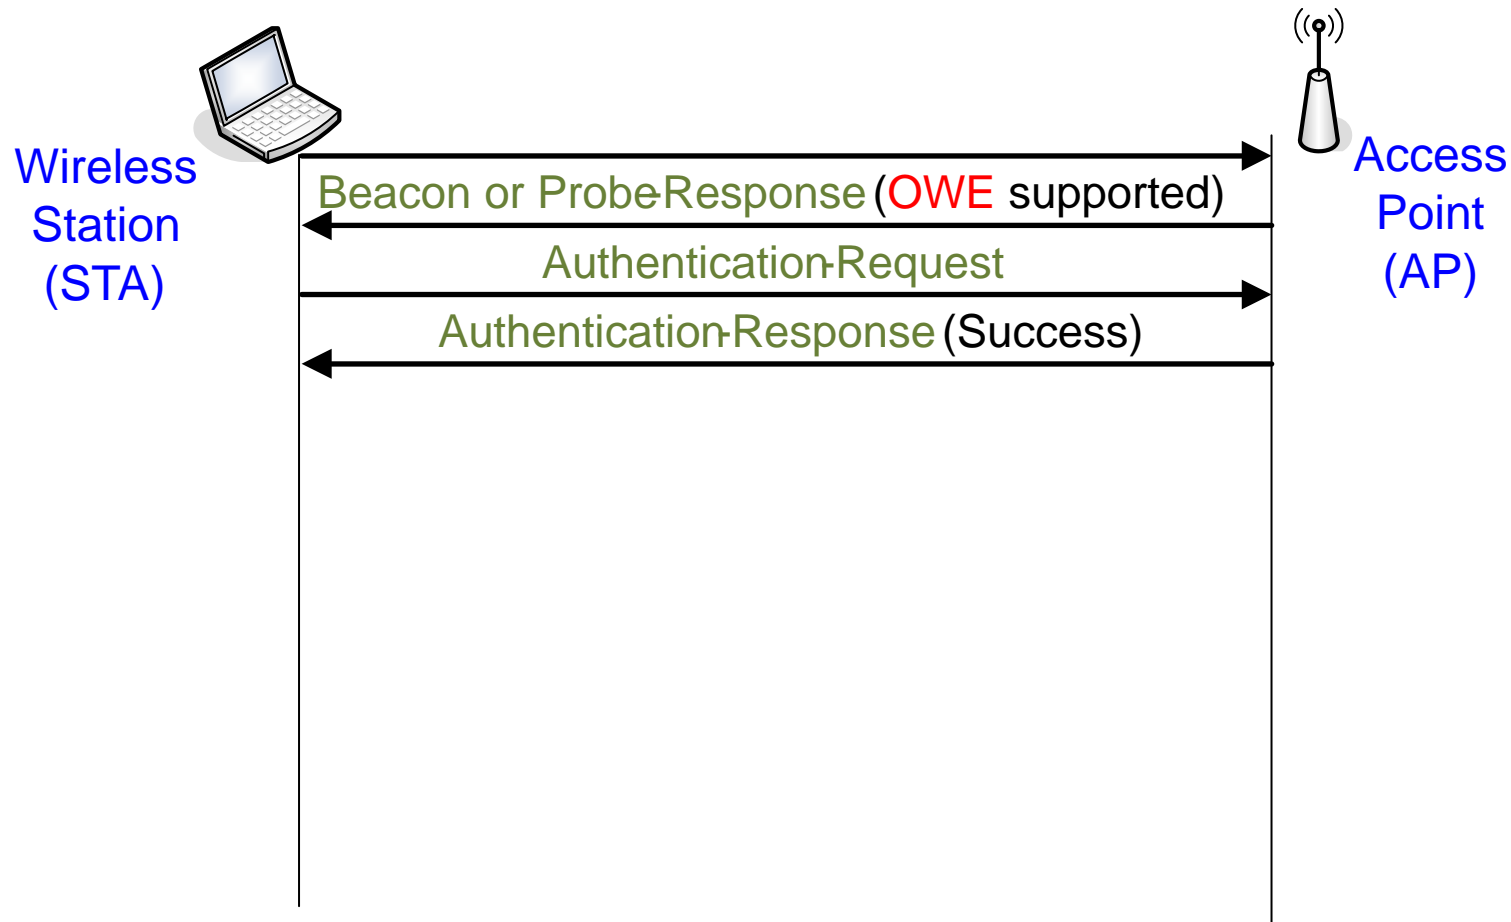 Wireless
Station
(STA)
Access
Point
(AP)
Beacon or Probe-Response (OWE supported)
Authentication-Request
Authentication-Response (Success)